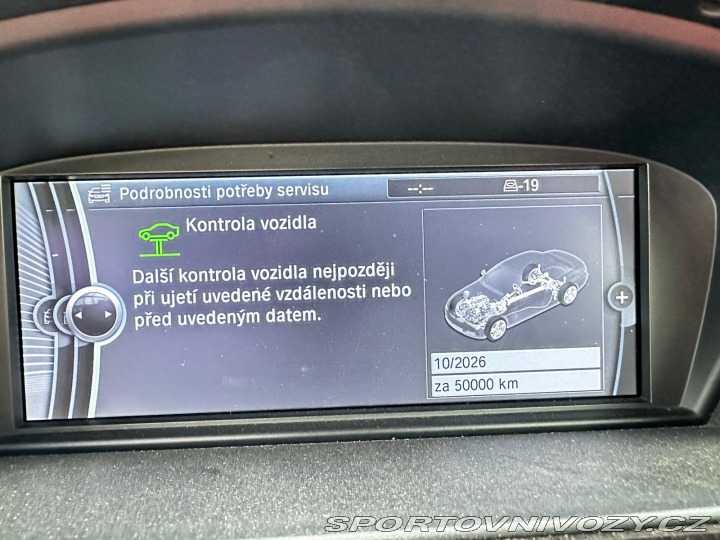 Podrobnosti potřeby servisu
--:--
-19
Kontrola vozidla
Další kontrola vozidla nejpozději
při ujetí uvedené vzdálenosti nebo
před uvedeným datem.
10/2026
za 50000 km
SPORTOVNIVOZY.CZ